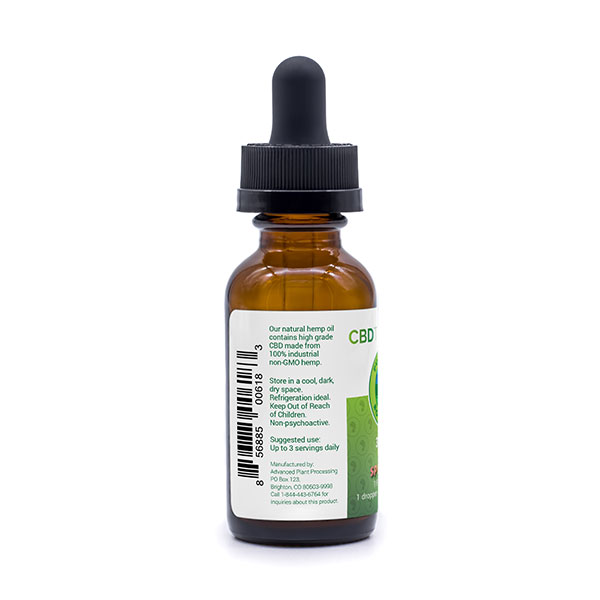 Our natural hemp oil
contains high grade
CBD made from
100% industrial
non-GMO hemp.
Store in a cool, dark,
dry space.
Refrigeration ideal.
Keep Out of Reach
of Children.
Non-psychoactive.
Suggested use:
Up to 3 servings daily
Manufactured by:
Advanced Plant Processing
PO Box 123,
Brighton, CO 80603-9998
Call 1-844-443-6764 for
inquiries about this product.
8 56885 00618 3
CBD
1 dropper